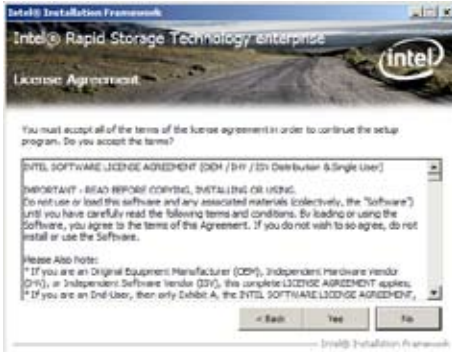 Intel® Installation Framework
Intel® Rapid Storage Technology enterprise
intel
License Agreement
You must accept all of the terms of the license agreement in order to continue the setup
program. Do you accept the terms?
INTEL SOFTWARE LICENSE AGREEMENT (OEM / IHV / ISV Distribution & Single User)
IMPORTANT - READ BEFORE COPYING, INSTALLING OR USING.
Do not use or load this software and any associated materials (collectively, the "Software")
until you have carefully read the following terms and conditions. By loading or using the
Software, you agree to the terms of this Agreement. If you do not wish to so agree, do not
install or use the Software.
Please Also Note:
* If you are an Original Equipment Manufacturer (OEM), Independent Hardware Vendor
(IHV), or Independent Software Vendor (ISV), this complete LICENSE AGREEMENT applies;
* If you are an End-User, then only Exhibit A, the INTEL SOFTWARE LICENSE AGREEMENT,
< Back Yes No
Intel® Installation Framework